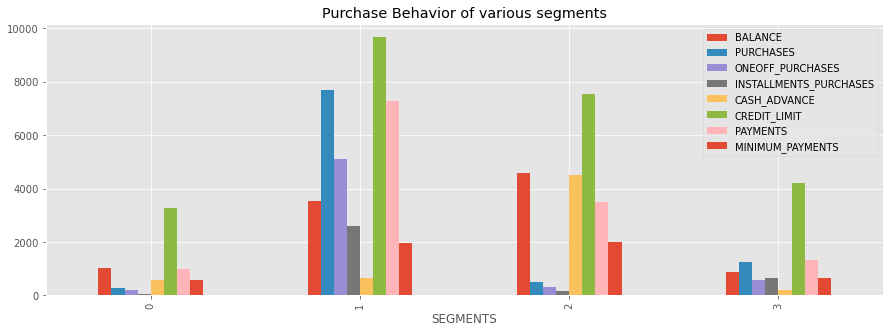 Purchase Behavior of various segments
10000
8000
6000
4000
2000
0
BALANCE
PURCHASES
ONEOFF_PURCHASES
INSTALLMENTS_PURCHASES
CASH_ADVANCE
CREDIT_LIMIT
PAYMENTS
MINIMUM_PAYMENTS
0
1
2
3
SEGMENTS